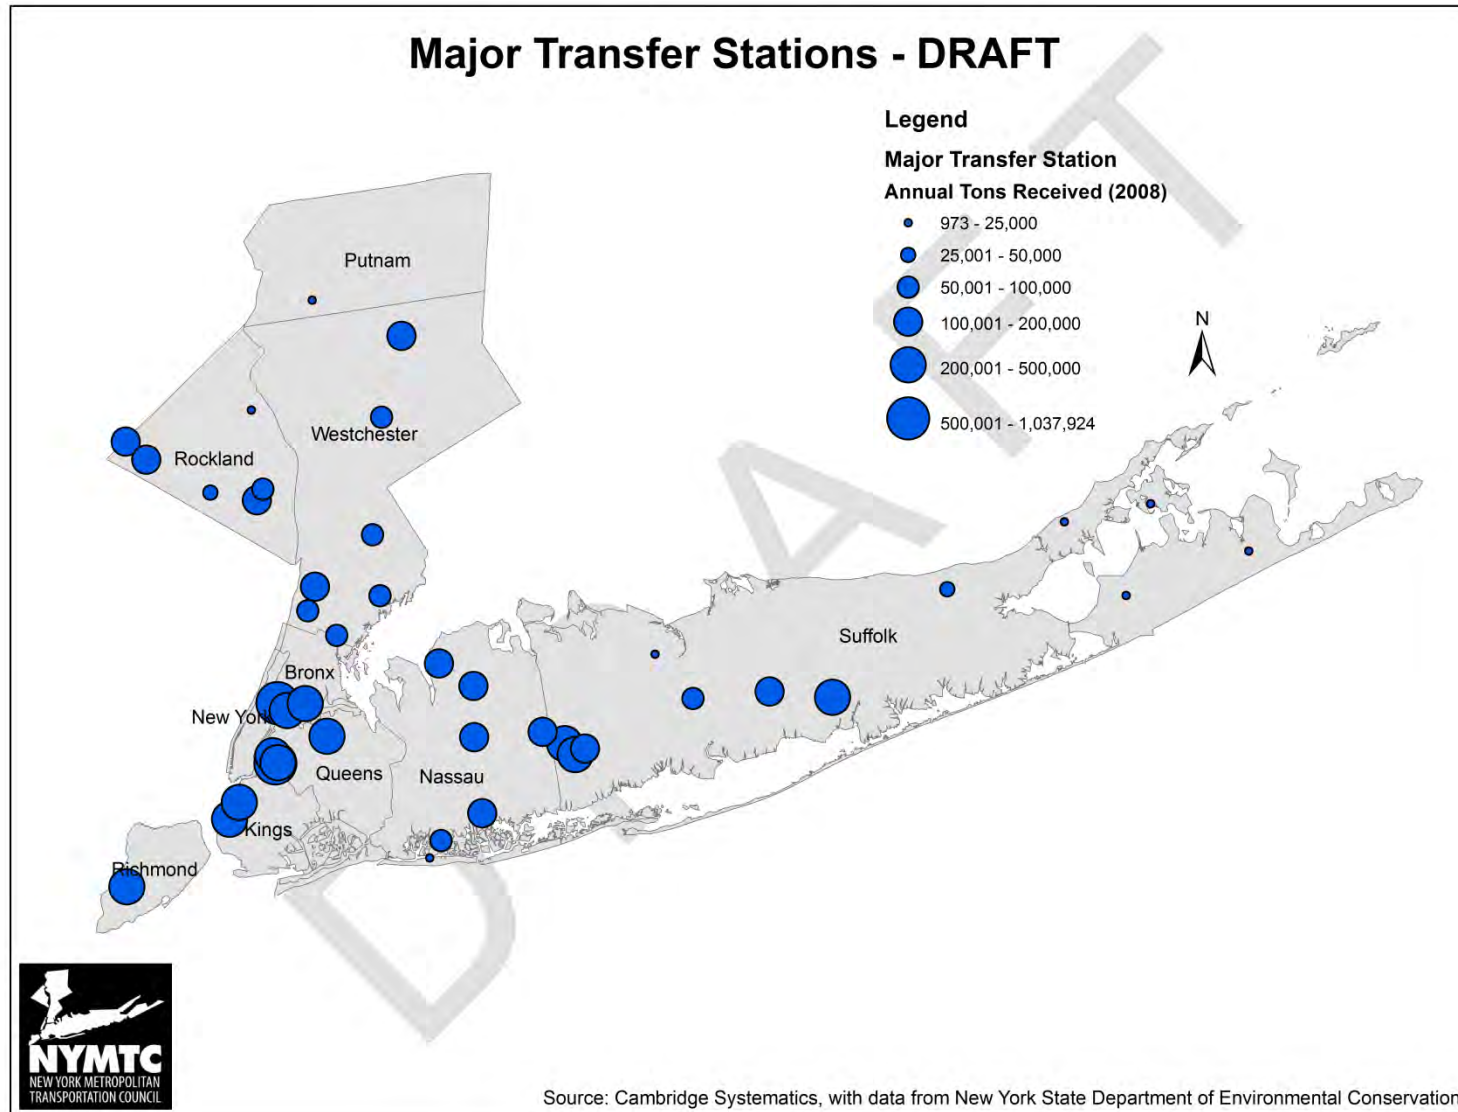 Major Transfer Stations - DRAFT
Legend
Major Transfer Station
Annual Tons Received (2008)
973 - 25,000
25,001 - 50,000
50,001 - 100,000
100,001 - 200,000
200,001 - 500,000
500,001 - 1,037,924
N
Putnam
Westchester
Rockland
Suffolk
Bronx
New York
Queens
Nassau
Kings
Richmond
DRAFT
NYMTC
NEW YORK METROPOLITAN
TRANSPORTATION COUNCIL
Source: Cambridge Systematics, with data from New York State Department of Environmental Conservation